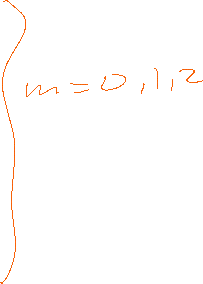 { m = 0, 1, 2